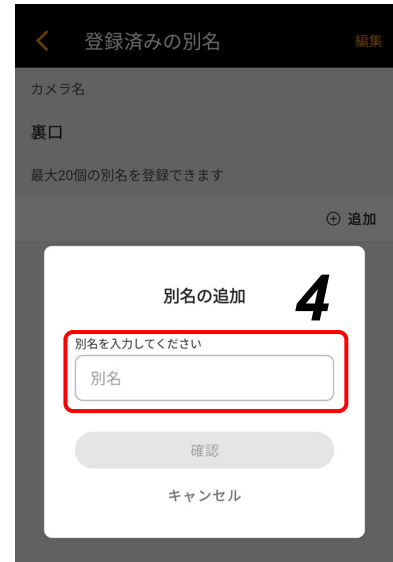 登録済みの別名 編集
カメラ名
裏口
最大20個の別名を登録できます
追加
別名の追加
4
別名を入力してください
別名
確認
キャンセル